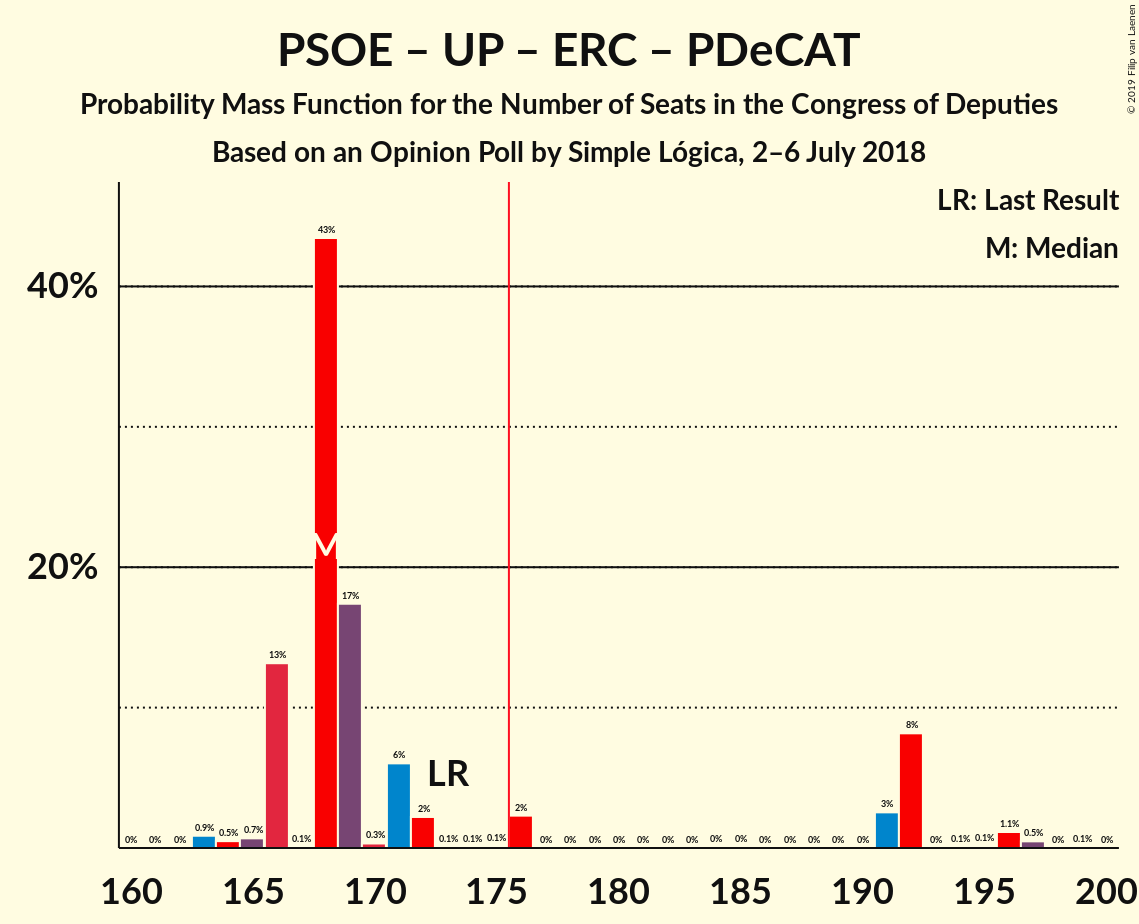 PSOE – UP – ERC – PDeCAT
Probability Mass Function for the Number of Seats in the Congress of Deputies
Based on an Opinion Poll by Simple Lógica, 2–6 July 2018
© 2019 Filip van Laenen
LR: Last Result
M: Median
40%
20%
0% 0% 0% 0.9% 0.5% 0.7% 13% 0.1% 43% 17% 0.3% 6% 2% 0.1% 0.1% 0.1% 2% 0% 0% 0% 0% 0% 0% 0% 0% 0% 0% 0% 0% 0% 0% 3% 8% 0% 0.1% 0.1% 1.1% 0.5% 0% 0.1% 0%
M
LR
160 165 170 175 180 185 190 195 200